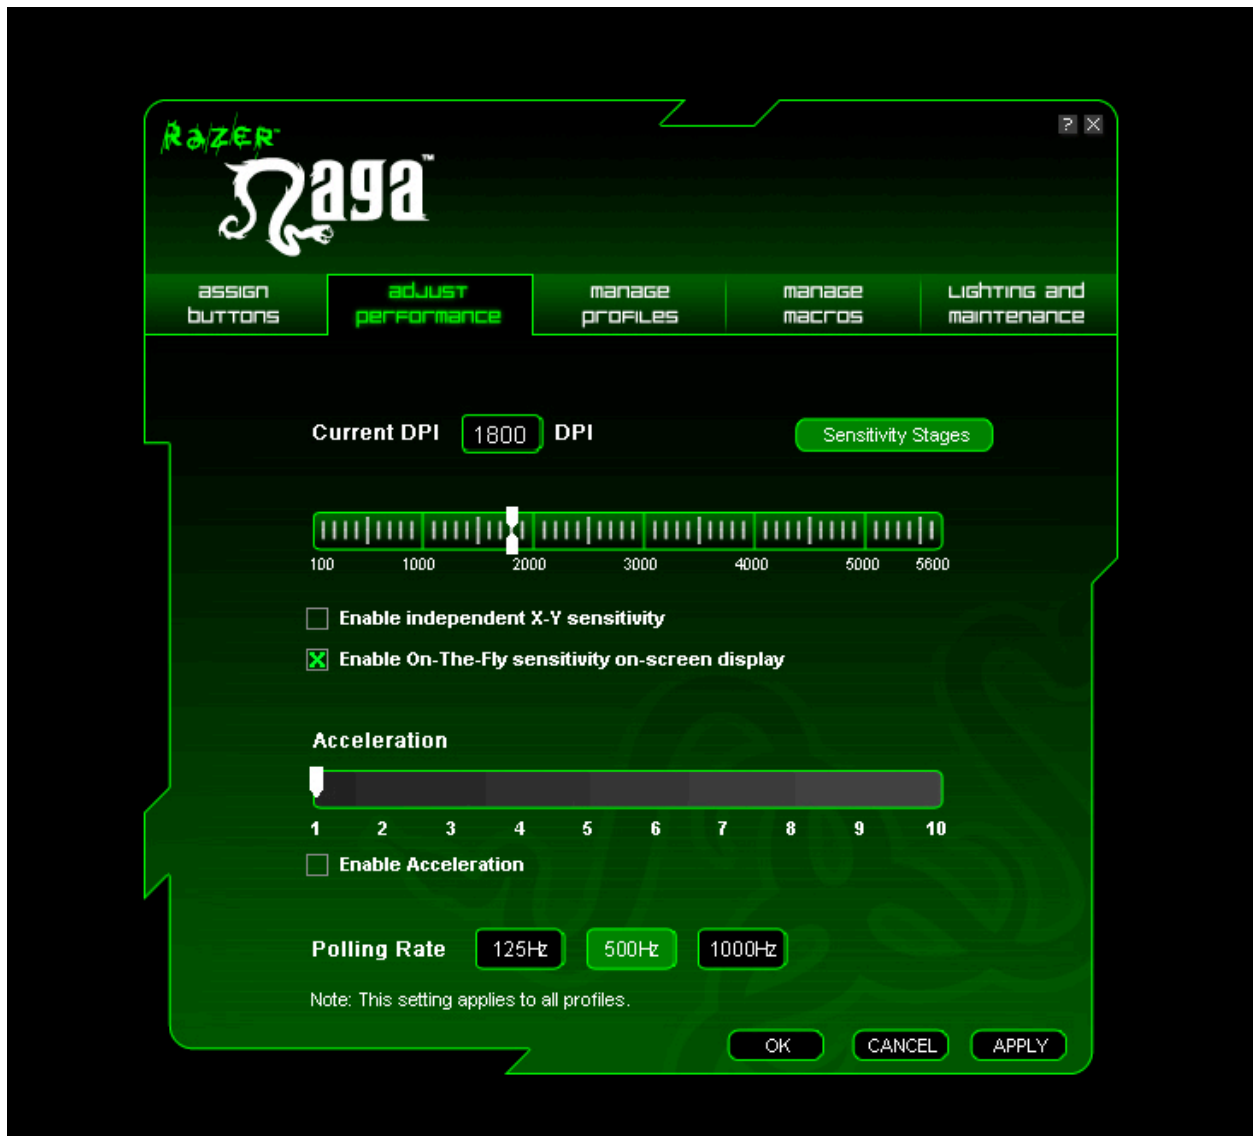 RAZER™
Naga™
? X
assign buttons
adjust performance
manage profiles
manage macros
Lighting and maintenance
Current DPI 1800 DPI
Sensitivity Stages
100 1000 2000 3000 4000 5000 5600
Enable independent X-Y sensitivity
Enable On-The-Fly sensitivity on-screen display
Acceleration
1 2 3 4 5 6 7 8 9 10
Enable Acceleration
Polling Rate 125Hz 500Hz 1000Hz
Note: This setting applies to all profiles.
OK CANCEL APPLY